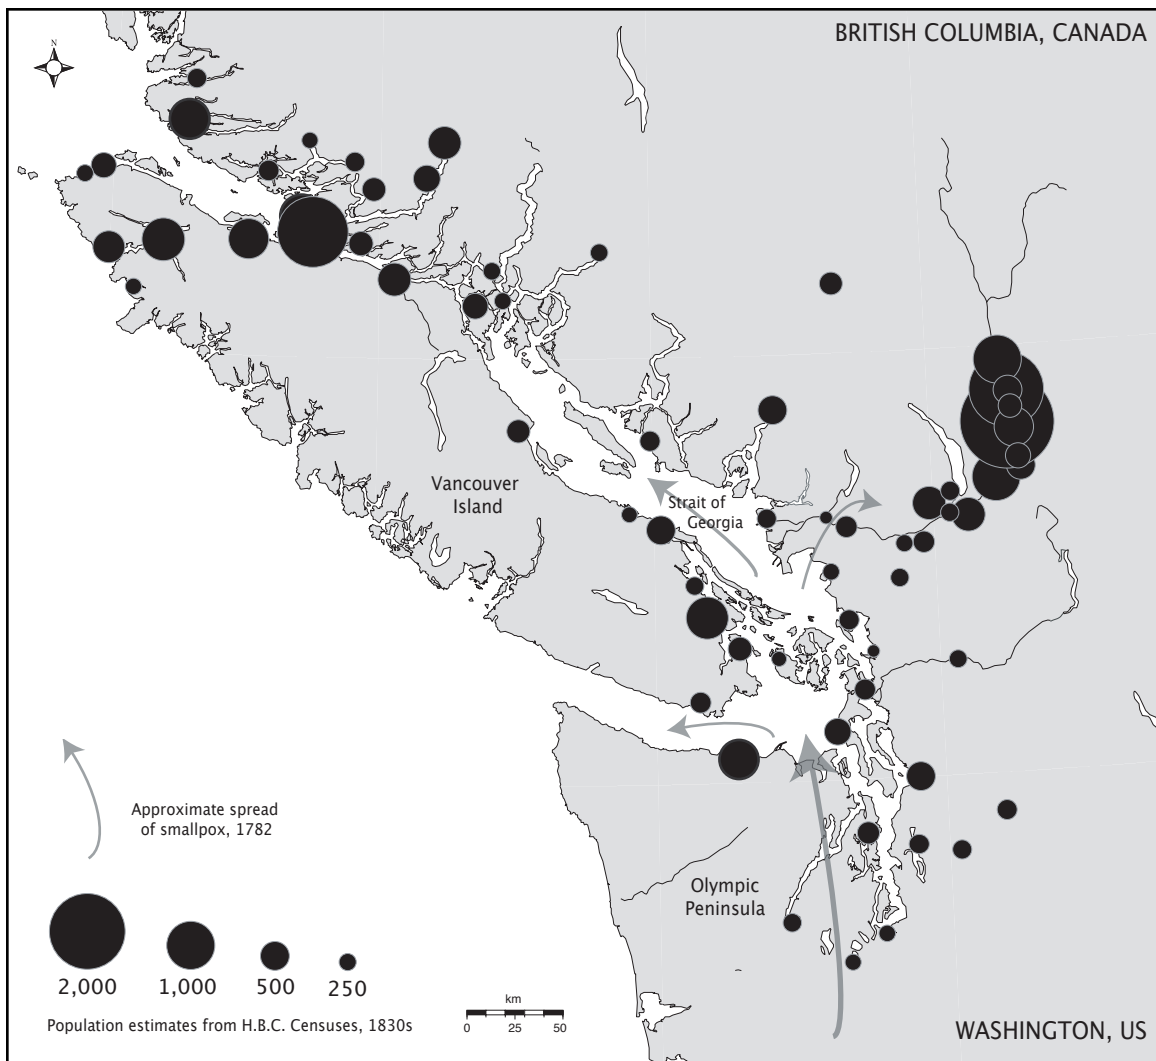 BRITISH COLUMBIA, CANADA
N
Vancouver
Island
Strait of
Georgia
Approximate spread
of smallpox, 1782
Olympic
Peninsula
2,000
1,000
500
250
km
0
25
50
Population estimates from H.B.C. Censuses, 1830s
WASHINGTON, US